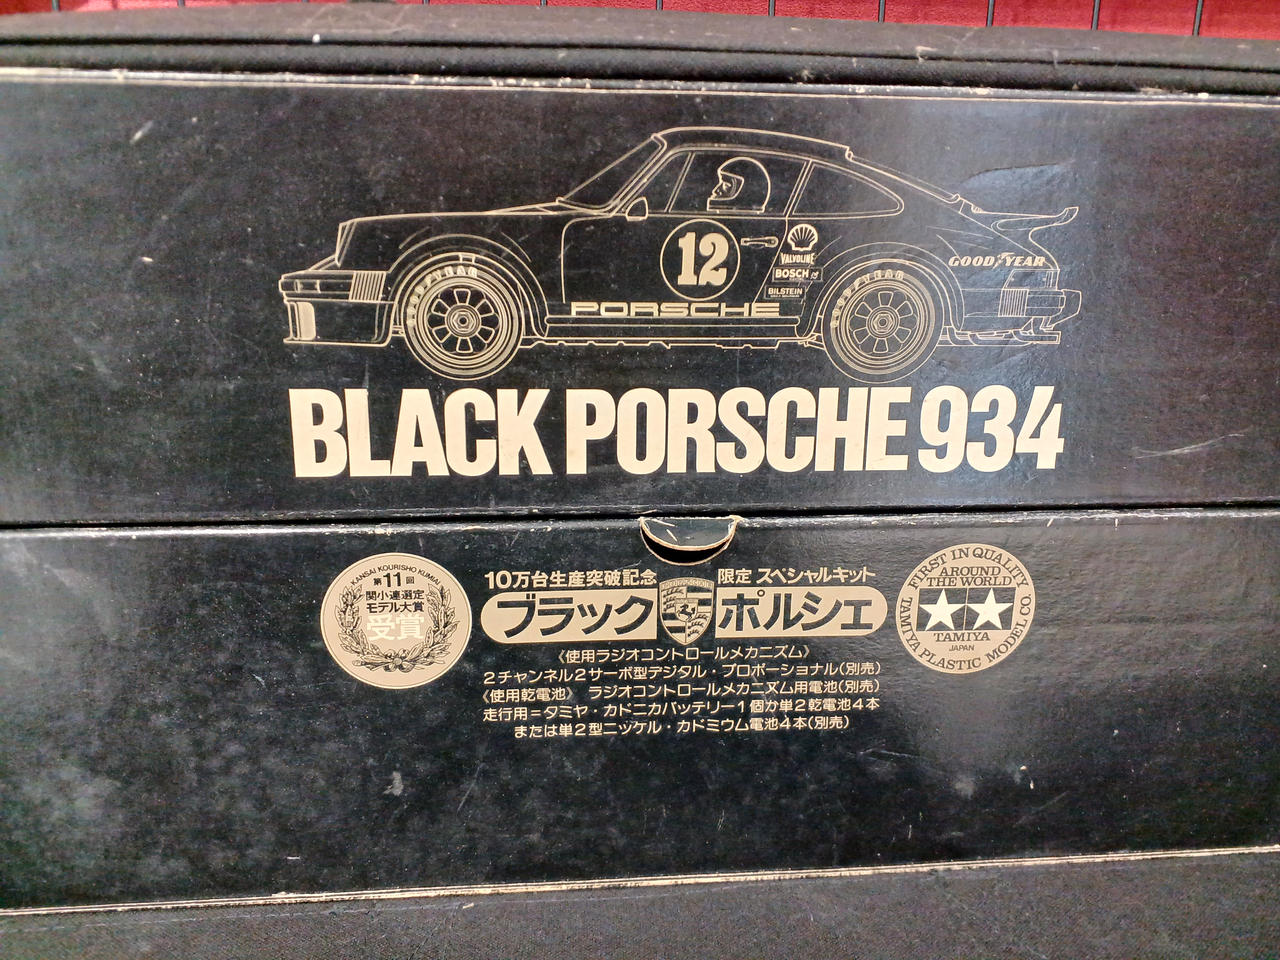 GOODYEAR
GOODYEAR
12
VALVOLINE
BOSCH
BILSTEIN
GOODYEAR
PORSCHE
BLACK PORSCHE 934
KANSAI KOURISHO KUMIAI
第11回
関小連選定
モデル大賞
受賞
10万台生産突破記念 限定 スペシャルキット
ブラック ポルシェ
《使用ラジオコントロールメカニズム》
2チャンネル2サーボ型デジタル・プロポーショナル(別売)
《使用乾電池》 ラジオコントロールメカニズム用電池(別売)
走行用=タミヤ・カドニカバッテリー1個か単2乾電池4本
または単2型ニッケル・カドミウム電池4本(別売)
FIRST IN QUALITY
AROUND
THE WORLD
TAMIYA
JAPAN
TAMIYA PLASTIC MODEL CO.